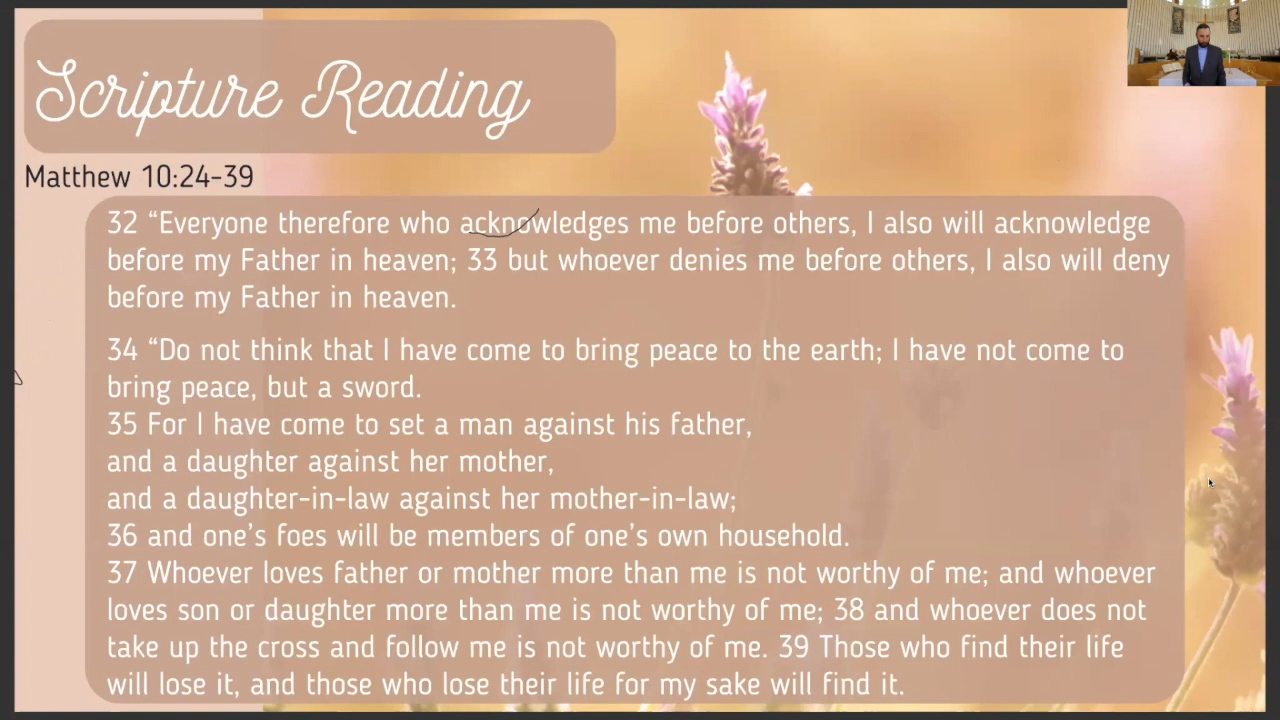 Scripture Reading
Matthew 10:24-39
32 “Everyone therefore who acknowledges me before others, I also will acknowledge
before my Father in heaven; 33 but whoever denies me before others, I also will deny
before my Father in heaven.
34 “Do not think that I have come to bring peace to the earth; I have not come to
bring peace, but a sword.
35 For I have come to set a man against his father,
and a daughter against her mother,
and a daughter-in-law against her mother-in-law;
36 and one’s foes will be members of one’s own household.
37 Whoever loves father or mother more than me is not worthy of me; and whoever
loves son or daughter more than me is not worthy of me; 38 and whoever does not
take up the cross and follow me is not worthy of me. 39 Those who find their life
will lose it, and those who lose their life for my sake will find it.